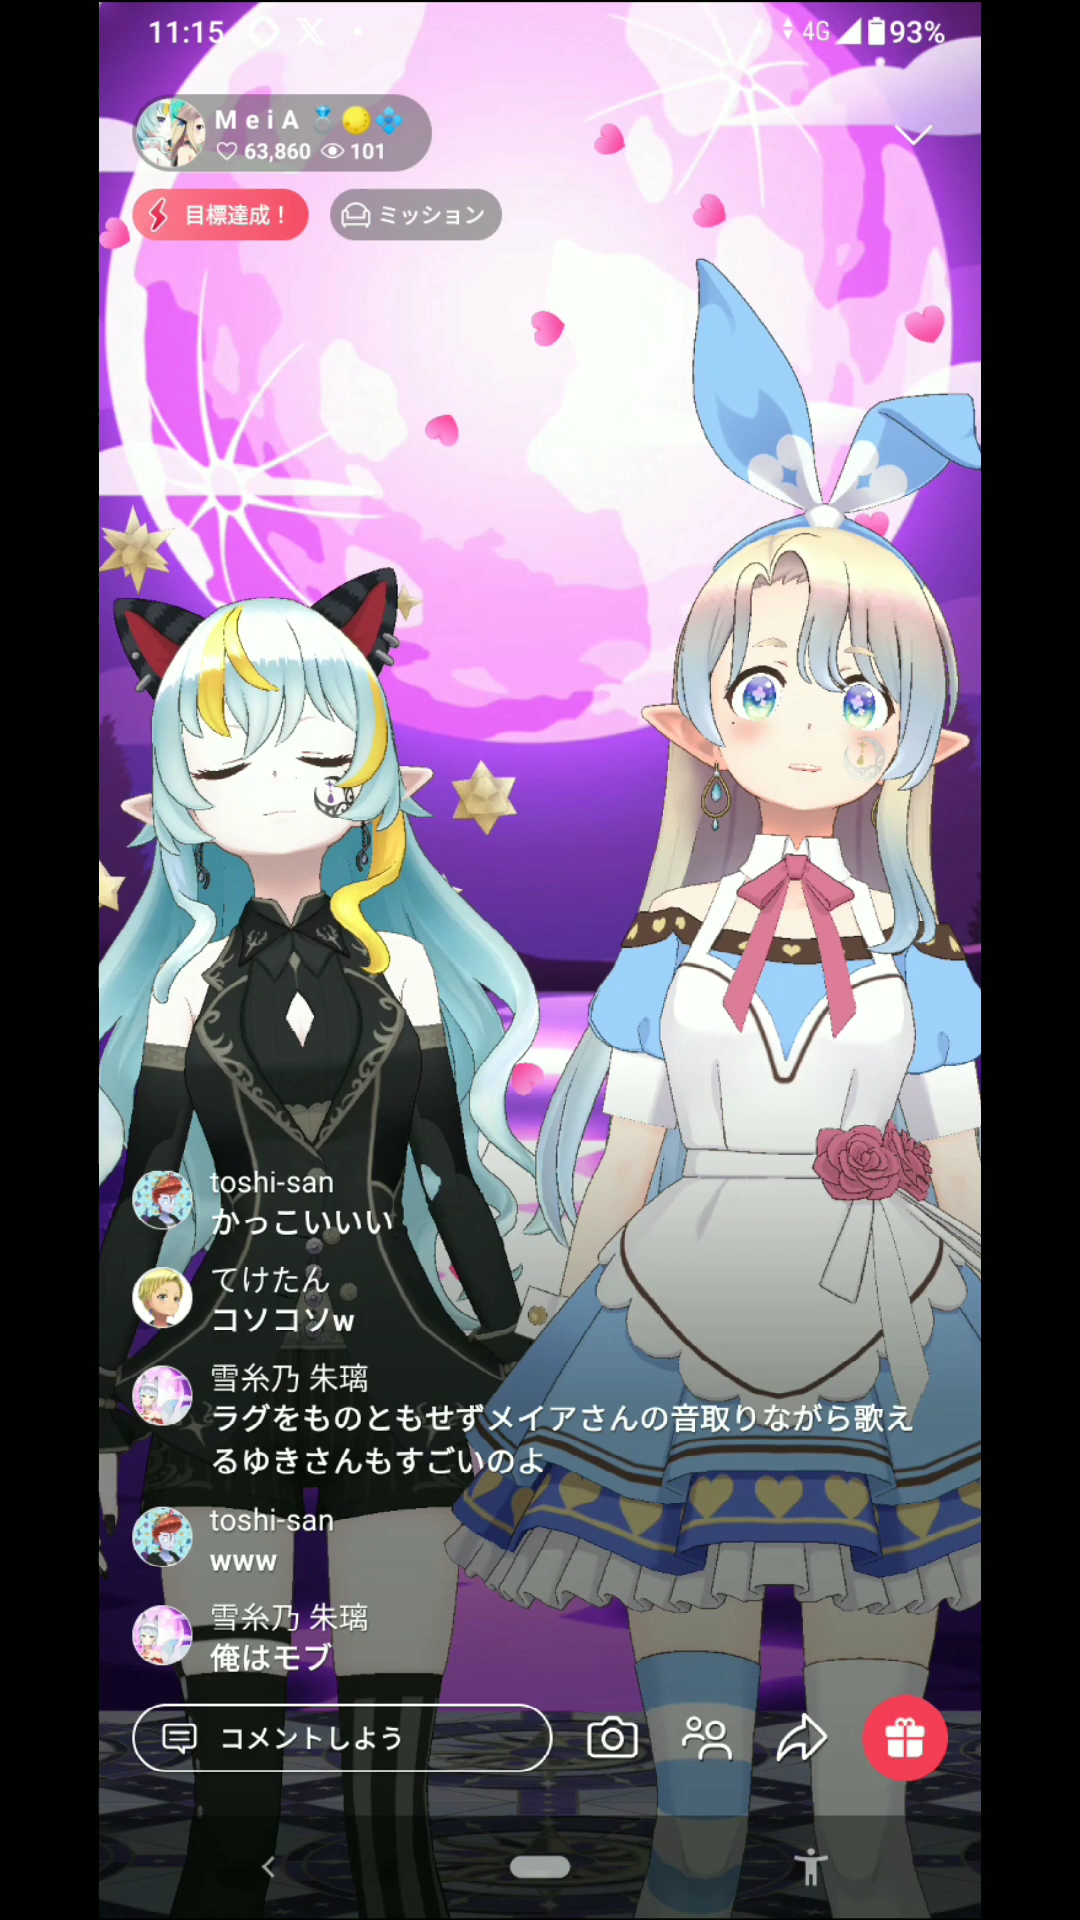 11:15
4G
93%
MeiA
63,860
101
目標達成！
ミッション
toshi-san
かっこいいい
てけたん
コソコソw
雪糸乃 朱璃
ラグをものともせずメイアさんの音取りながら歌え
るゆきさんもすごいのよ
toshi-san
www
雪糸乃 朱璃
俺はモブ
コメントしよう